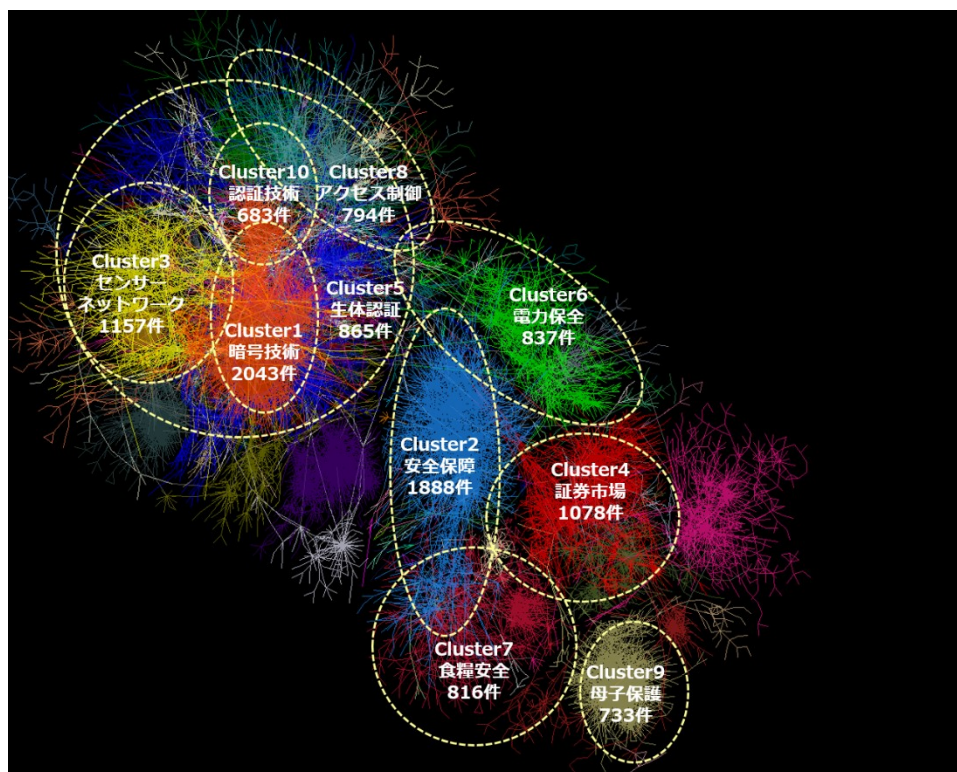 Cluster10
認証技術
683件
Cluster8
アクセス制御
794件
Cluster3
センサー
ネットワーク
1157件
Cluster5
生体認証
865件
Cluster1
暗号技術
2043件
Cluster6
電力保全
837件
Cluster2
安全保障
1888件
Cluster4
証券市場
1078件
Cluster7
食糧安全
816件
Cluster9
母子保護
733件